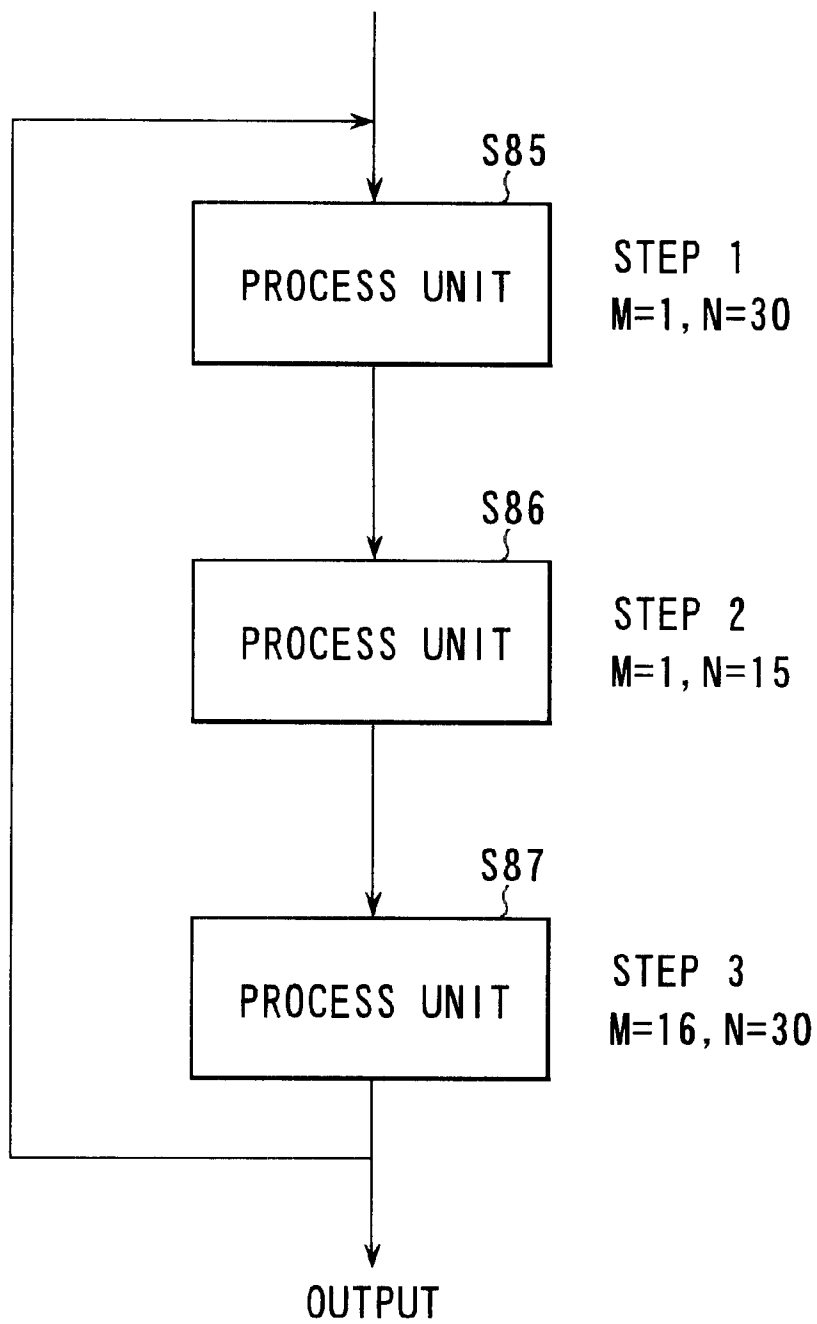 S85
PROCESS UNIT
STEP 1
M=1, N=30
S86
PROCESS UNIT
STEP 2
M=1, N=15
S87
PROCESS UNIT
STEP 3
M=16, N=30
OUTPUT